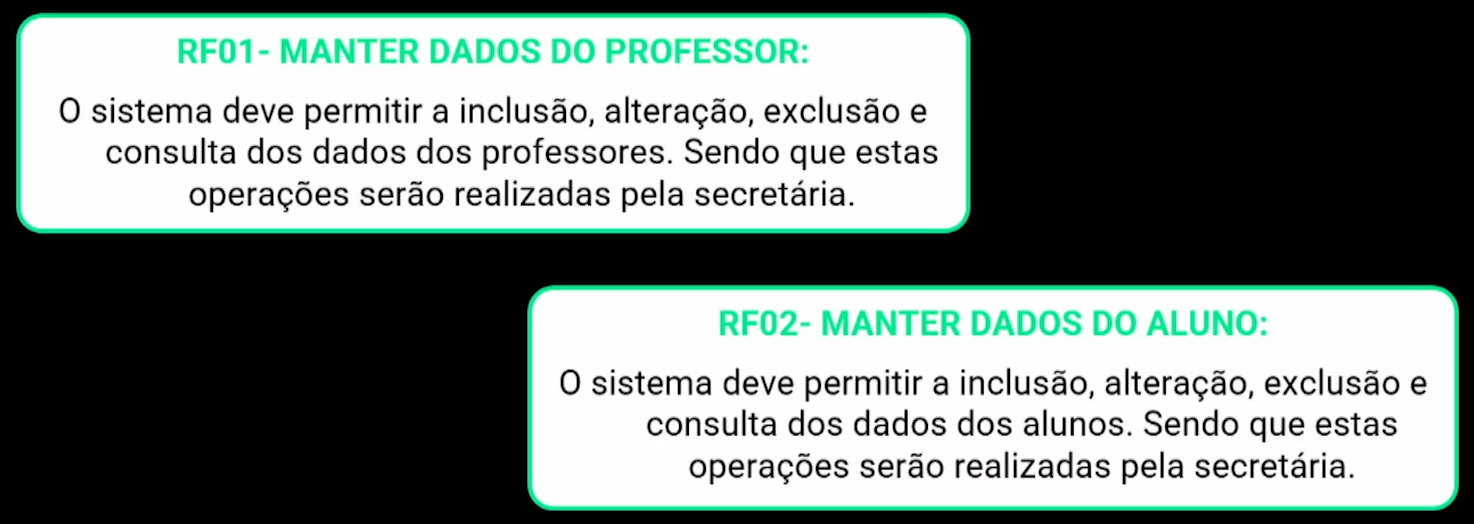 RF01- MANTER DADOS DO PROFESSOR:
O sistema deve permitir a inclusão, alteração, exclusão e
consulta dos dados dos professores. Sendo que estas
operações serão realizadas pela secretária.
RF02- MANTER DADOS DO ALUNO:
O sistema deve permitir a inclusão, alteração, exclusão e
consulta dos dados dos alunos. Sendo que estas
operações serão realizadas pela secretária.